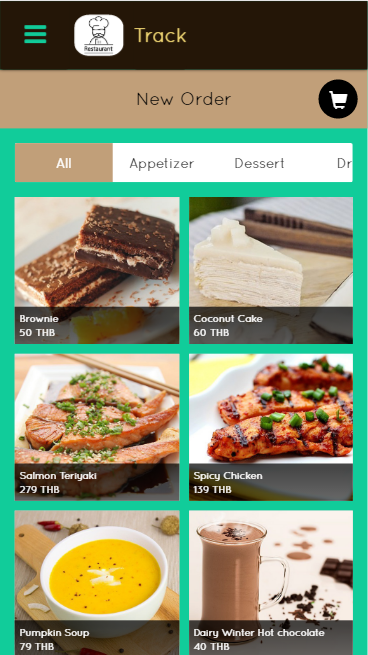 Restaurant
Track
New Order
All
Appetizer
Dessert
Dr
Brownie
50 THB
Coconut Cake
60 THB
Salmon Teriyaki
279 THB
Spicy Chicken
139 THB
Pumpkin Soup
79 THB
Dairy Winter Hot chocolate
40 THB